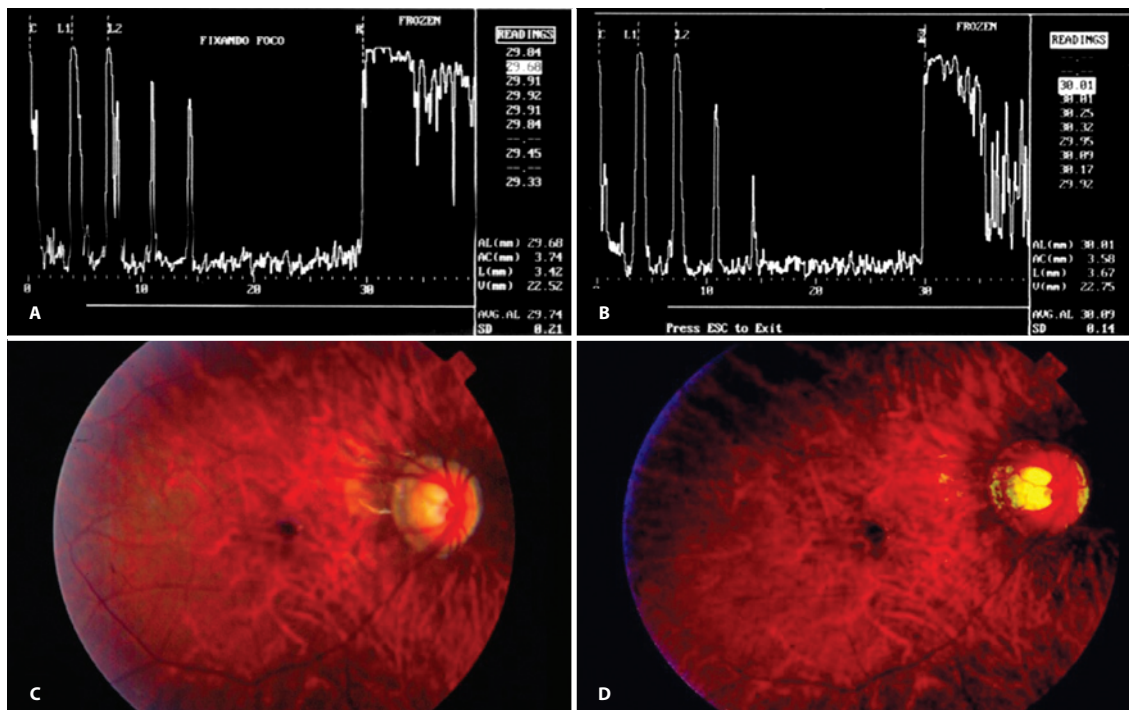 FROZEN
C L1 L2 R
FIXANDO FOCO
READINGS
29.84
29.68
29.91
29.92
29.91
29.84
--.--
29.45
--.--
29.33
AL(mm) 29.68
AC(mm) 3.74
L(mm) 3.42
V(mm) 22.52
0 10 20 30
AVG.AL 29.74
SD 0.21
A
FROZEN
C L1 L2
READINGS
--.--
--.--
30.01
30.01
30.25
30.32
29.95
30.09
30.17
29.92
AL(mm) 30.01
AC(mm) 3.58
L(mm) 3.67
V(mm) 22.75
0 10 20 30
AVG.AL 30.09
SD 0.14
Press ESC to Exit
B
C
D